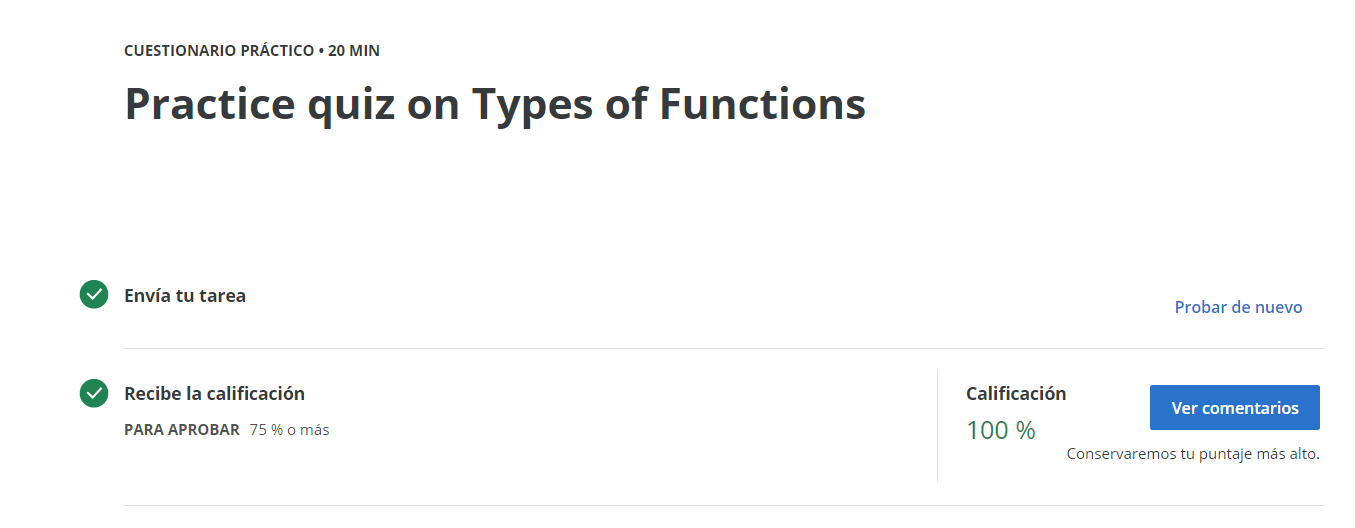 CUESTIONARIO PRÁCTICO • 20 MIN
Practice quiz on Types of Functions
Envía tu tarea
Probar de nuevo
Recibe la calificación
PARA APROBAR 75 % o más
Calificación
100 %
Ver comentarios
Conservaremos tu puntaje más alto.